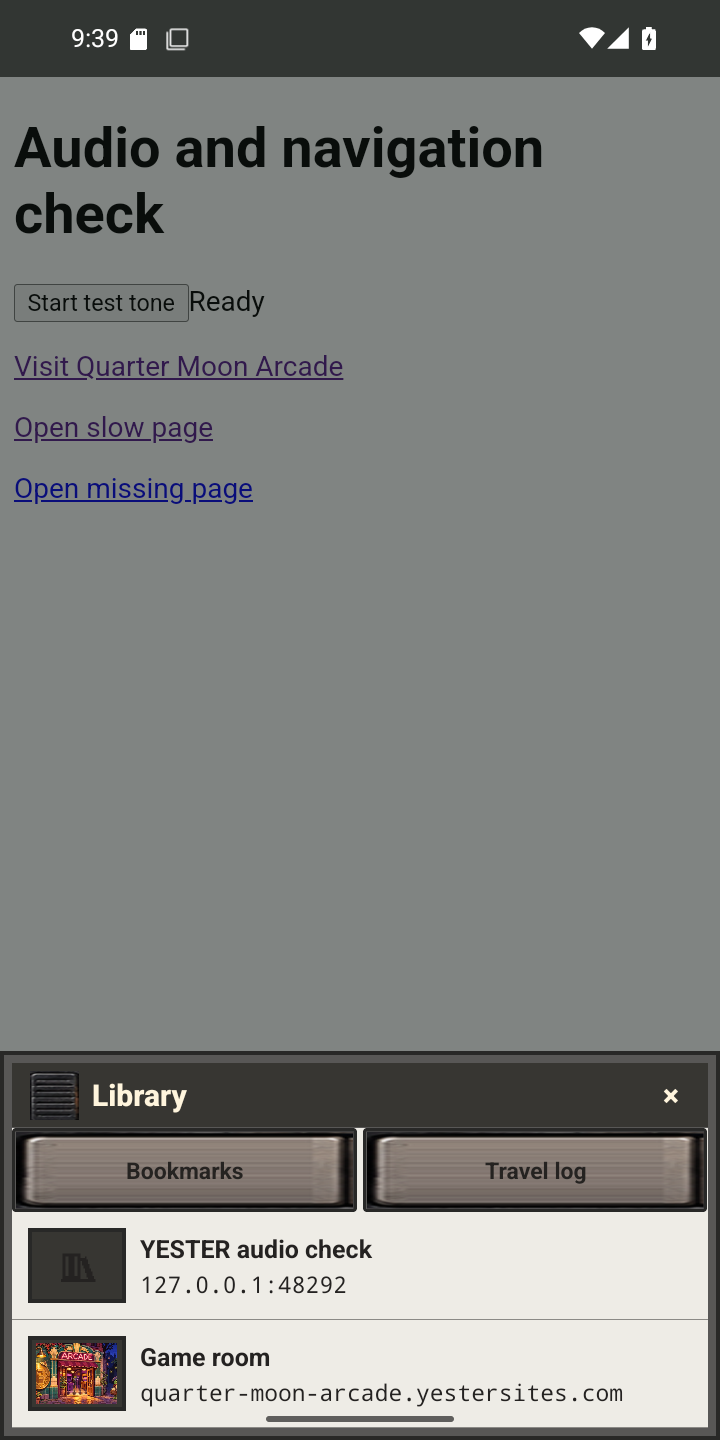 9:39
Audio and navigation
check
Start test tone Ready
Visit Quarter Moon Arcade
Open slow page
Open missing page
Library ×
Bookmarks Travel log
YESTER audio check
127.0.0.1:48292
ARCADE
Game room
quarter-moon-arcade.yestersites.com